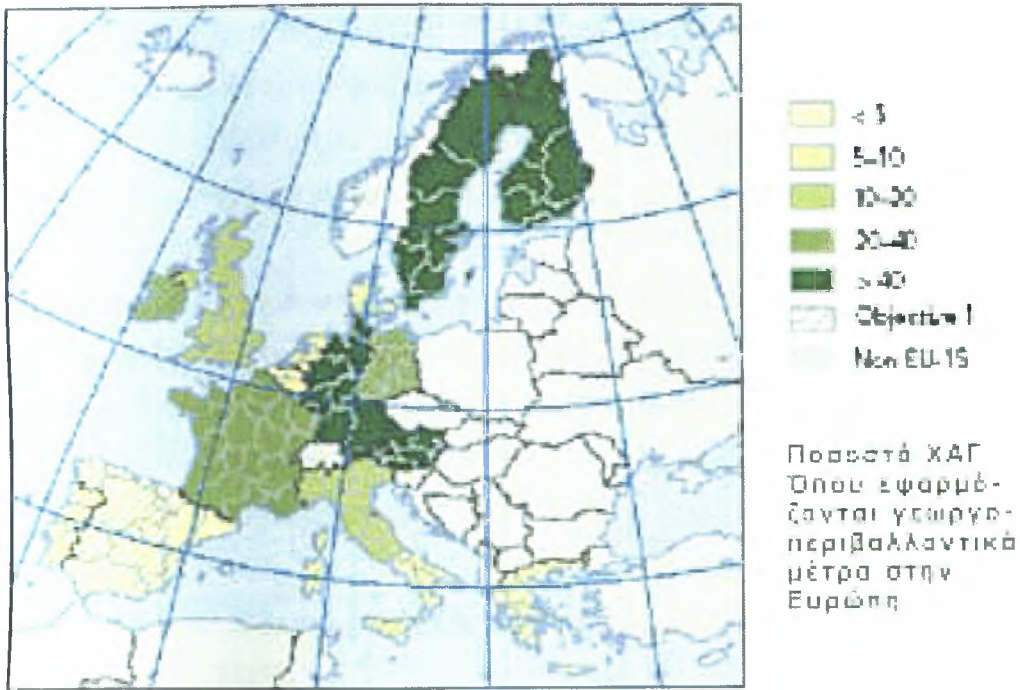 < 5
5-10
10-20
20-40
> 40
Objective 1
Non EU-15
Ποσοστά ΧΑΓ
Όπου εφαρμό-
ζονται γεωργο-
περιβαλλοντικά
μέτρα στην
Ευρώπη